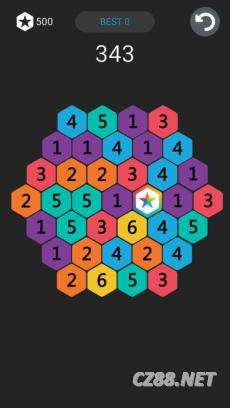 500 BEST 0
343
4 5 1 3
1 1 4 1 4
3 2 2 3 4 1
2 5 5 1 1 3
1 5 3 6 4 5
1 2 4 2 4
2 6 5 3
CZ88.NET